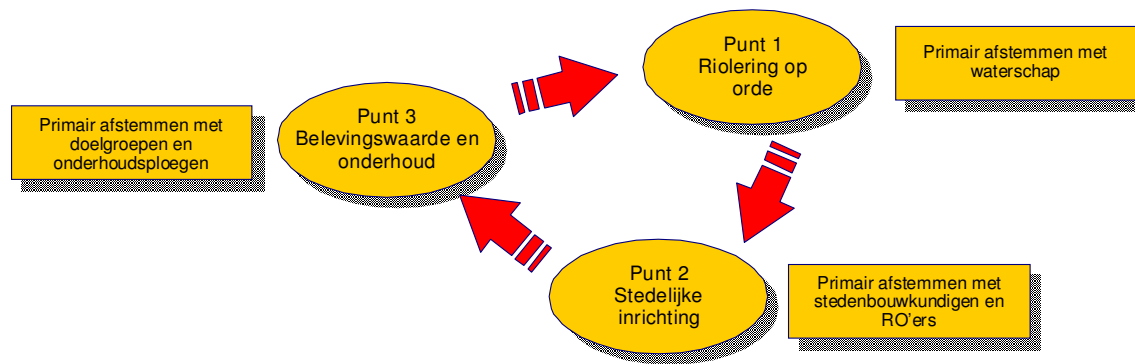 Punt 1
Riolering op
orde
Primair afstemmen met
waterschap
Punt 3
Belevingswaarde en
onderhoud
Primair afstemmen met
doelgroepen en
onderhoudsploegen
Punt 2
Stedelijke
inrichting
Primair afstemmen met
stedenbouwkundigen en
RO'ers